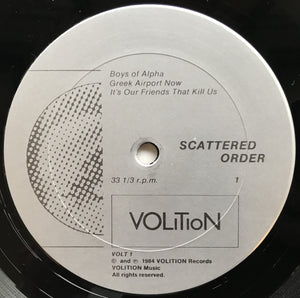 Boys of Alpha
Greek Airport Now
It's Our Friends That Kill Us
SCATTERED
ORDER
33 1/3 r.p.m.
1
VOLITION
VOLT 1
© and ℗ 1984 VOLITION Records
VOLITION Music
All rights reserved.